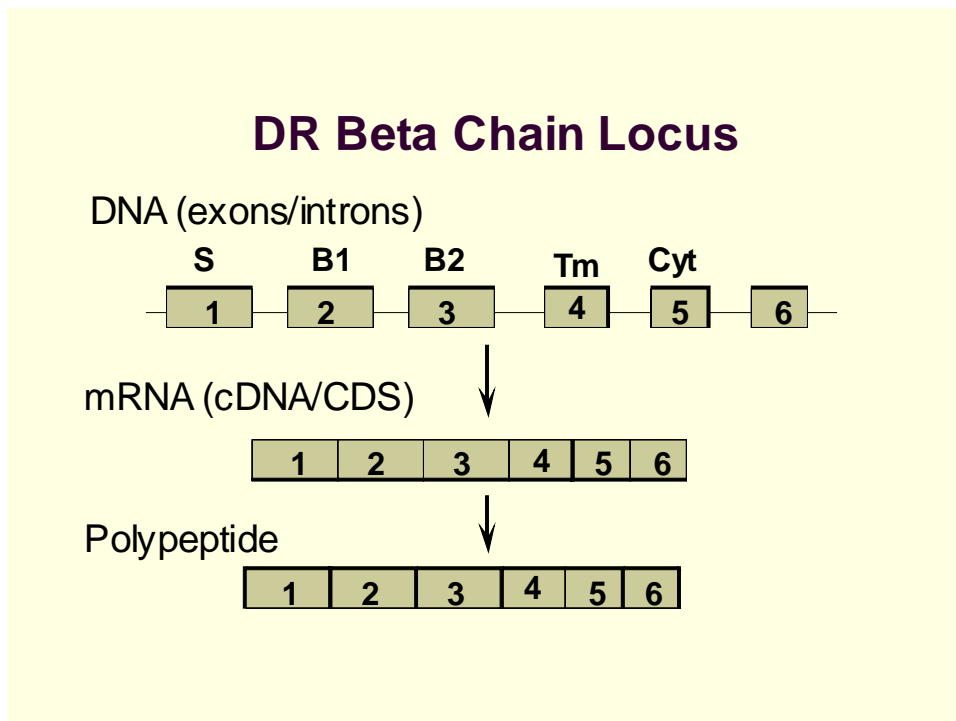 DR Beta Chain Locus
DNA (exons/introns)
S B1 B2 Tm Cyt
1 2 3 4 5 6
mRNA (cDNA/CDS)
1 2 3 4 5 6
Polypeptide
1 2 3 4 5 6